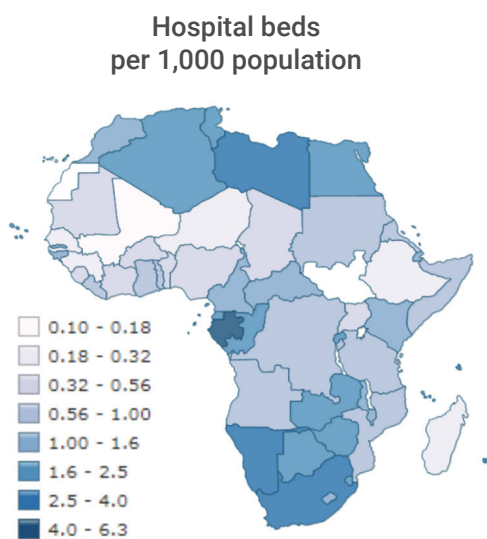 Hospital beds
per 1,000 population
0.10 - 0.18
0.18 - 0.32
0.32 - 0.56
0.56 - 1.00
1.00 - 1.6
1.6 - 2.5
2.5 - 4.0
4.0 - 6.3